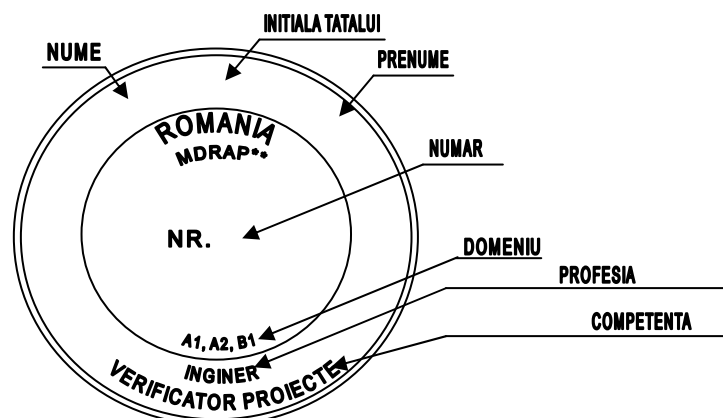 INITIALA TATALUI
NUME
PRENUME
ROMANIA
MDRAP**
NUMAR
NR.
DOMENIU
PROFESIA
A1, A2, B1
COMPETENTA
INGINER
VERIFICATOR PROIECTE